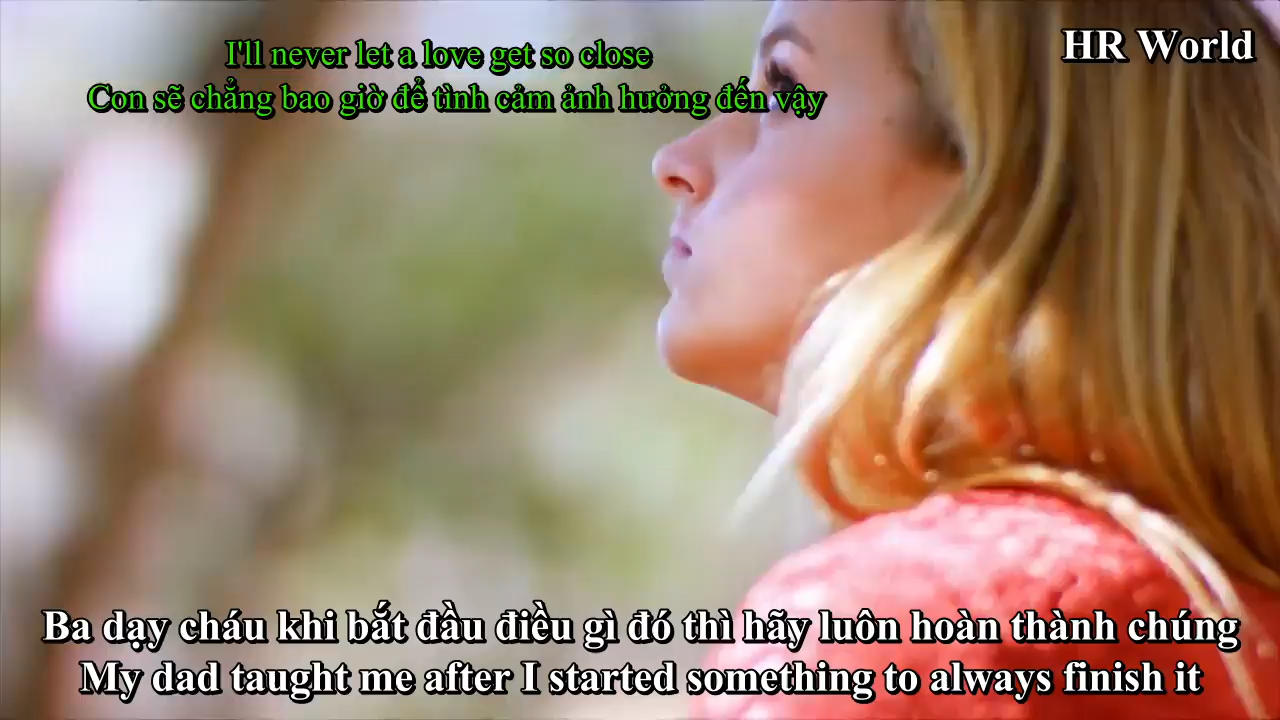 I'll never let a love get so close
Con sẽ chẳng bao giờ để tình cảm ảnh hưởng đến vậy
HR World
Ba dạy cháu khi bắt đầu điều gì đó thì hãy luôn hoàn thành chúng
My dad taught me after I started something to always finish it